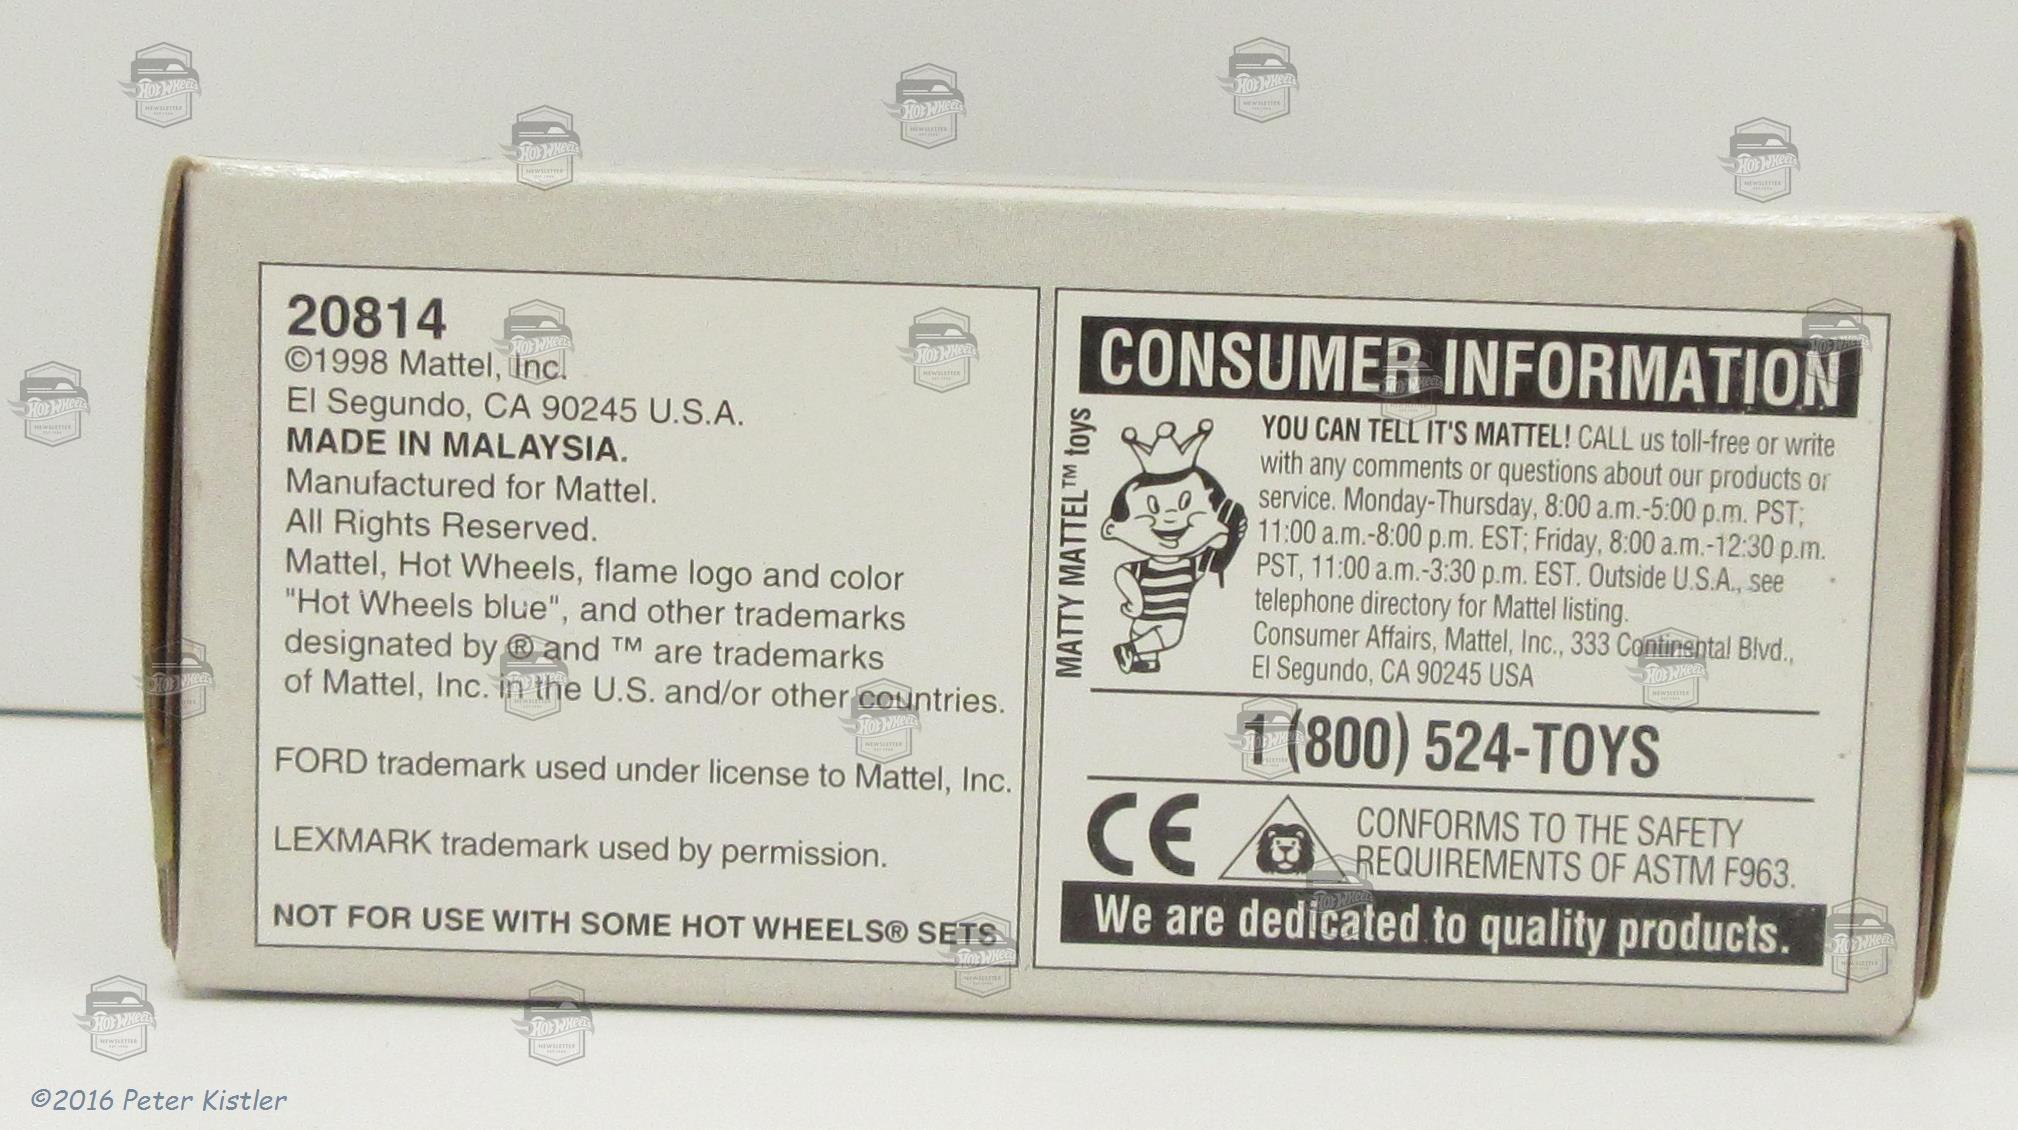 20814
©1998 Mattel, Inc.
El Segundo, CA 90245 U.S.A.
MADE IN MALAYSIA.
Manufactured for Mattel.
All Rights Reserved.
Mattel, Hot Wheels, flame logo and color
"Hot Wheels blue", and other trademarks
designated by ® and ™ are trademarks
of Mattel, Inc. in the U.S. and/or other countries.
FORD trademark used under license to Mattel, Inc.
LEXMARK trademark used by permission.
NOT FOR USE WITH SOME HOT WHEELS® SETS
CONSUMER INFORMATION
MATTY MATTEL™ toys
YOU CAN TELL IT'S MATTEL! CALL us toll-free or write
with any comments or questions about our products or
service. Monday-Thursday, 8:00 a.m.-5:00 p.m. PST;
11:00 a.m.-8:00 p.m. EST; Friday, 8:00 a.m.-12:30 p.m.
PST, 11:00 a.m.-3:30 p.m. EST. Outside U.S.A., see
telephone directory for Mattel listing.
Consumer Affairs, Mattel, Inc., 333 Continental Blvd.,
El Segundo, CA 90245 USA
1 (800) 524-TOYS
CE
CONFORMS TO THE SAFETY
REQUIREMENTS OF ASTM F963.
We are dedicated to quality products.
Hot Wheels
NEWSLETTER
©2016 Peter Kistler